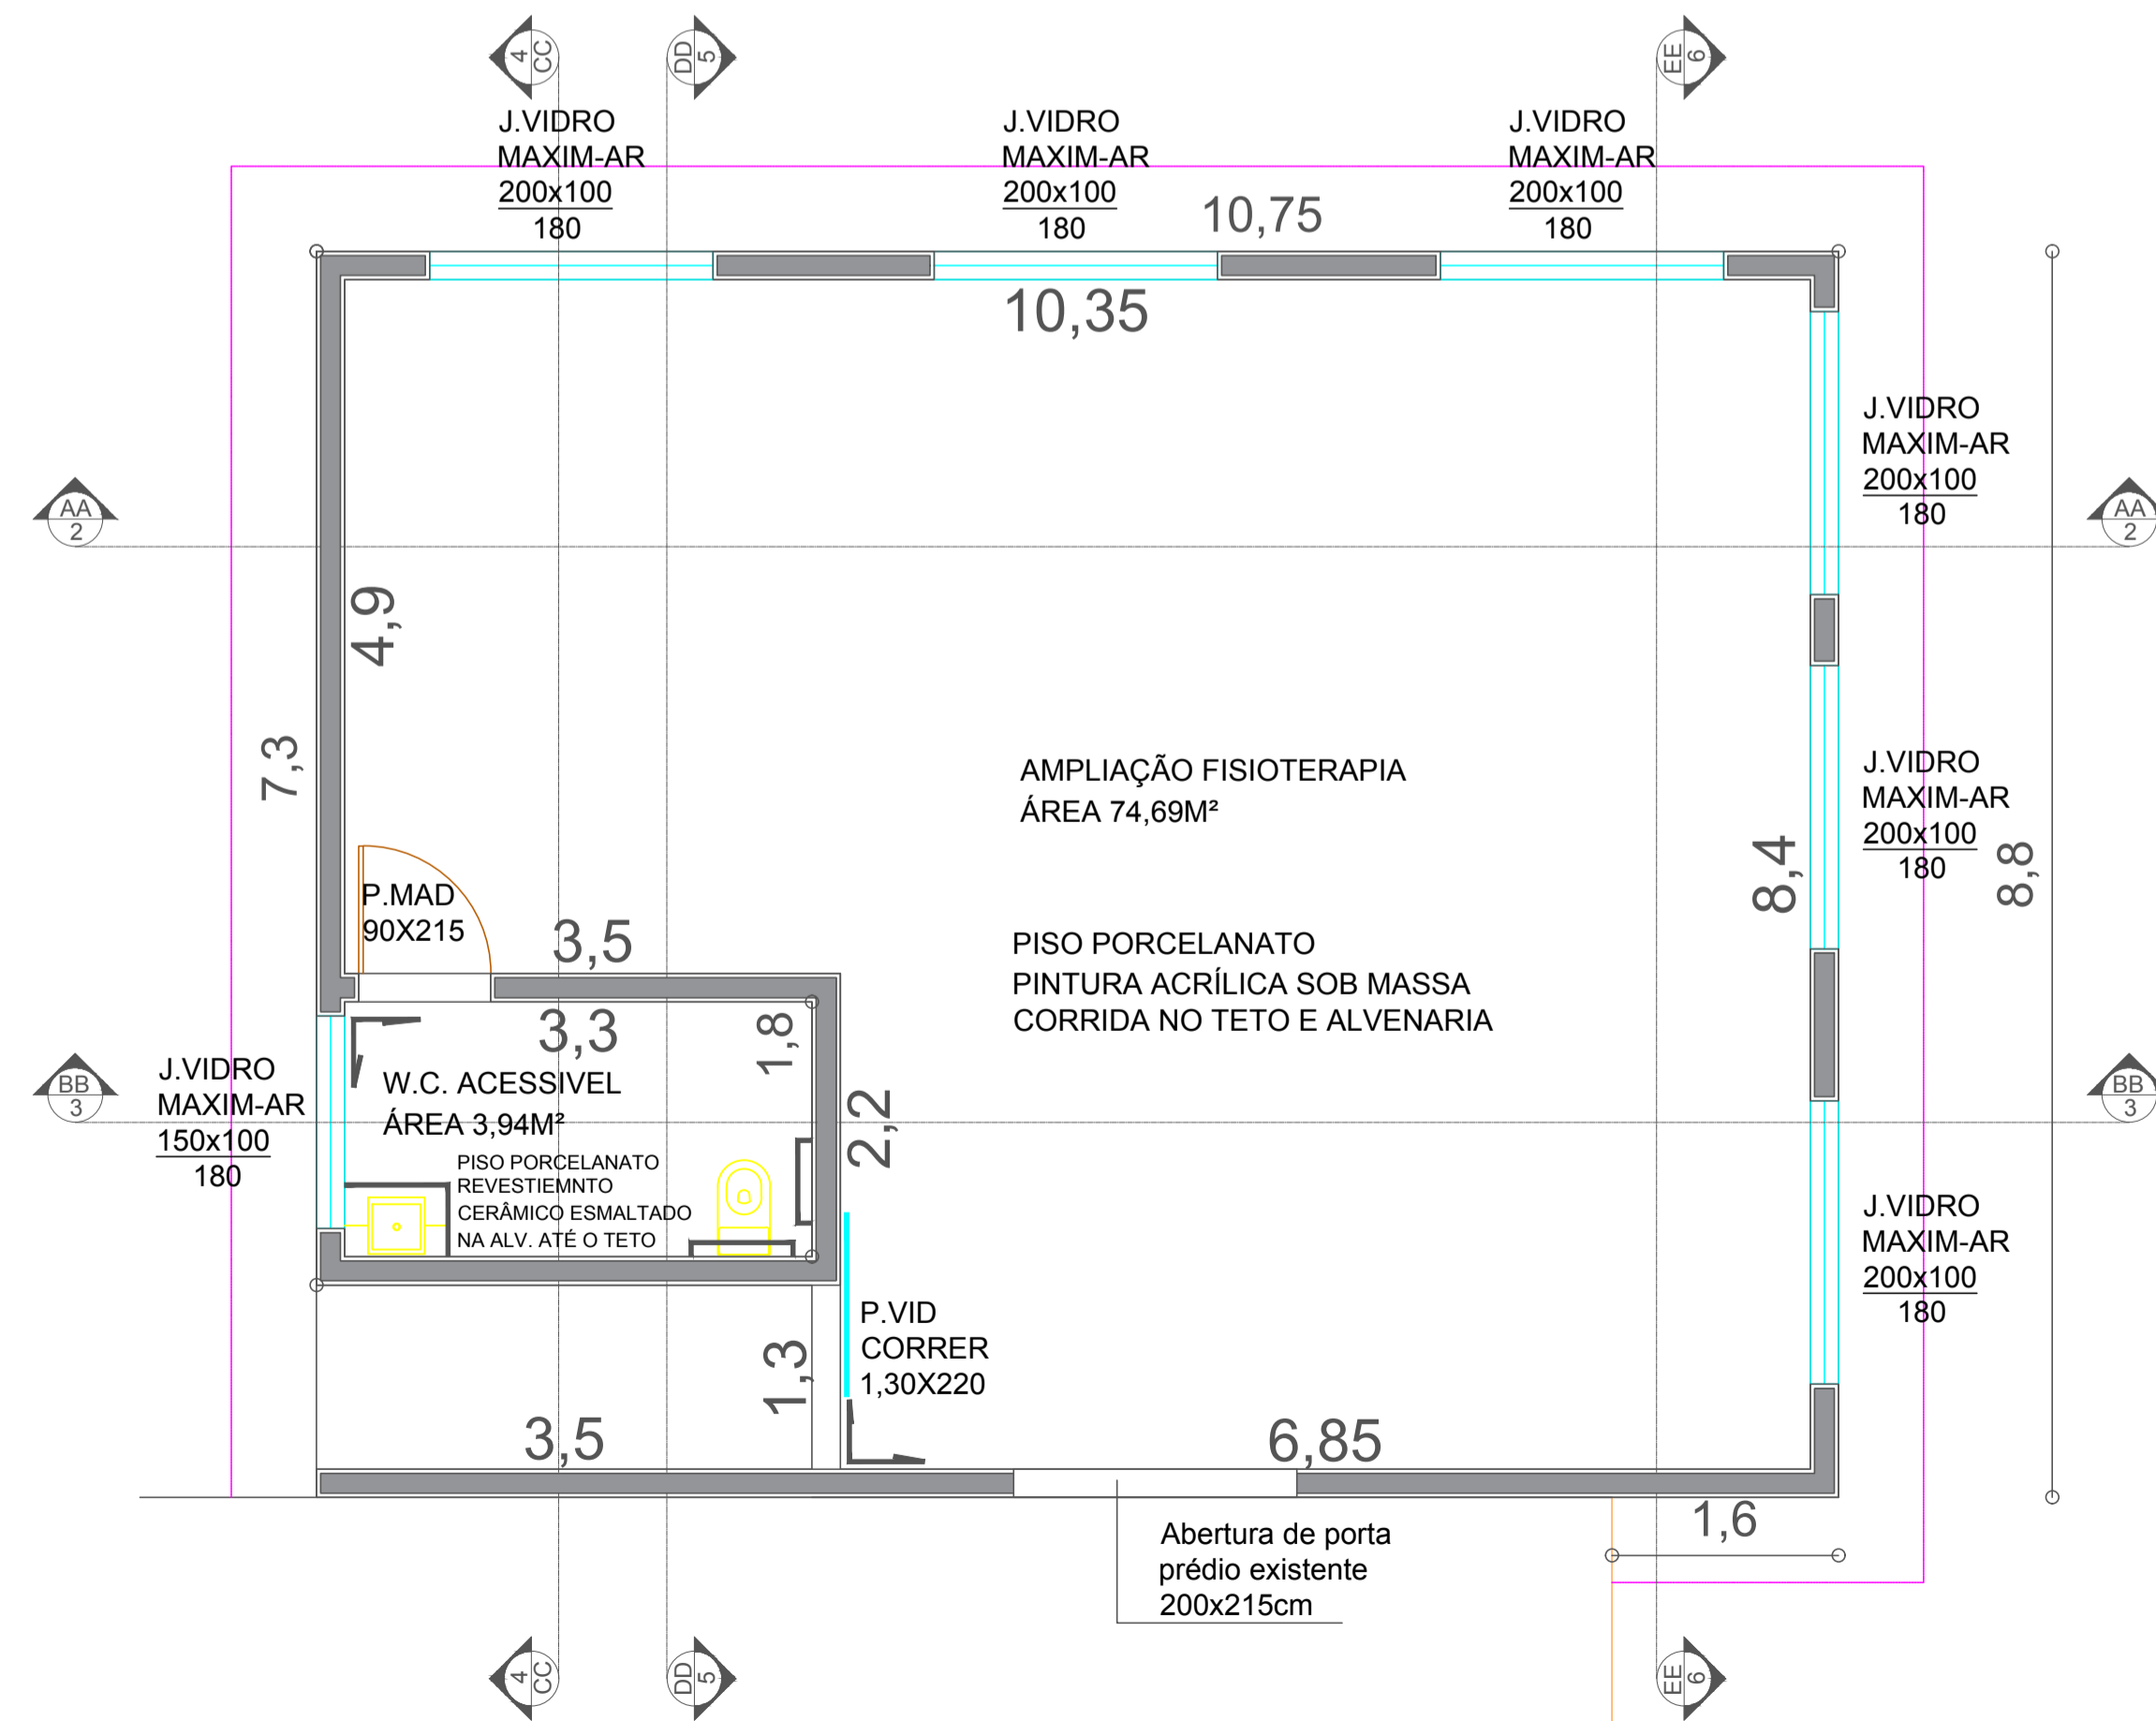 4
CC
DD
5
EE
6
J.VIDRO
MAXIM-AR
200x100
180
J.VIDRO
MAXIM-AR
200x100
180
J.VIDRO
MAXIM-AR
200x100
180
10,75
10,35
J.VIDRO
MAXIM-AR
200x100
180
AA
2
AA
2
4,9
7,3
AMPLIAÇÃO FISIOTERAPIA
ÁREA 74,69M²
J.VIDRO
MAXIM-AR
200x100
180
8,4
8,8
P.MAD
90X215
3,5
PISO PORCELANATO
PINTURA ACRÍLICA SOB MASSA
CORRIDA NO TETO E ALVENARIA
3,3
1,8
J.VIDRO
MAXIM-AR
150x100
180
W.C. ACESSIVEL
ÁREA 3,94M²
PISO PORCELANATO
REVESTIEMNTO
CERÂMICO ESMALTADO
NA ALV. ATÉ O TETO
2,2
BB
3
BB
3
J.VIDRO
MAXIM-AR
200x100
180
P.VID
CORRER
1,30X220
1,3
3,5
6,85
1,6
Abertura de porta
prédio existente
200x215cm
4
CC
DD
5
EE
6